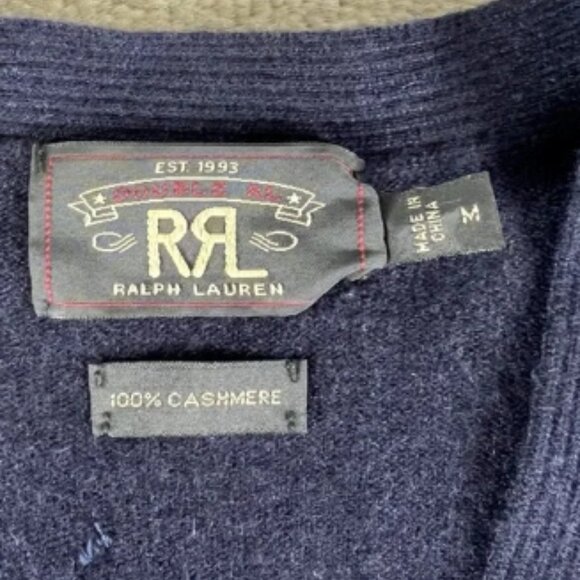 EST. 1993
DOUBLE RL
RRL
RALPH LAUREN
MADE IN
CHINA
M
100% CASHMERE